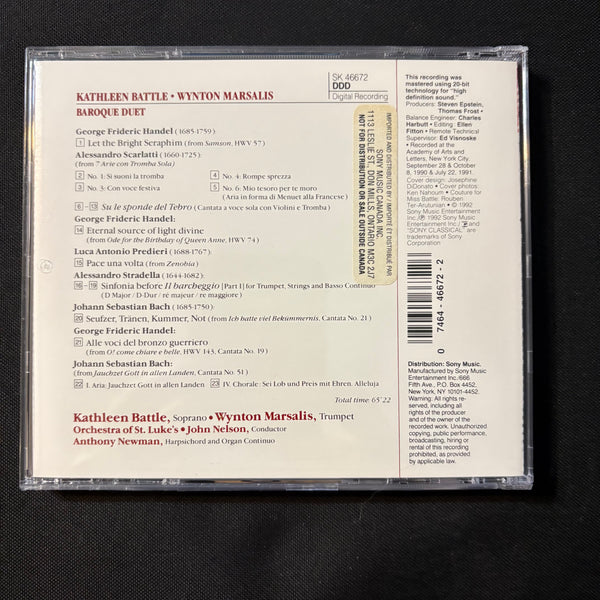 KATHLEEN BATTLE • WYNTON MARSALIS
BAROQUE DUET
George Frideric Handel (1685-1759)
1 Let the Bright Seraphim (from Samson, HWV 57)
Alessandro Scarlatti (1660-1725):
(from 7 Arie con Tromba Sola)
2 No. 1: Si suoni la tromba
4 No. 4: Rompe sprezza
3 No. 3: Con voce festiva
5 No. 6: Mio tesoro per te moro
(Aria in forma di Menuet alla Francese)
6 – 13 Su le sponde del Tebro (Cantata a voce sola con Violini e Tromba)
George Frideric Handel:
14 Eternal source of light divine
(from Ode for the Birthday of Queen Anne, HWV 74)
Luca Antonio Predieri (1688-1767)
15 Pace una volta (from Zenobia)
Alessandro Stradella (1644-1682)
16 – 19 Sinfonia before Il barcheggio [Part I] for Trumpet, Strings and Basso Continuo
(D Major / D-Dur / ré majeur / re maggiore)
Johann Sebastian Bach (1685-1750):
20 Seufzer, Tränen, Kummer, Not (from Ich hatte viel Bekümmernis, Cantata No. 21)
George Frideric Handel:
21 Alle voci del bronzo guerriero
(from O! come chiare e belle, HWV 143, Cantata No. 19)
Johann Sebastian Bach:
(from Jauchzet Gott in allen Landen, Cantata No. 51)
22 I. Aria: Jauchzet Gott in allen Landen
23 IV. Chorale: Sei Lob und Preis mit Ehren. Alleluja
Total time: 65'22
Kathleen Battle, Soprano • Wynton Marsalis, Trumpet
Orchestra of St. Luke's • John Nelson, Conductor
Anthony Newman, Harpsichord and Organ Continuo
SK 46672
DDD
Digital Recording
IMPORTED AND DISTRIBUTED BY / IMPORTÉ ET DISTRIBUÉ PAR
SONY MUSIC CANADA INC.
1113 LESLIE ST., DON MILLS, ONTARIO M3C 2J7
NOT FOR DISTRIBUTION OR SALE OUTSIDE CANADA
This recording was
mastered using 20-bit
technology for "high
definition sound."
Producers: Steven Epstein,
Thomas Frost •
Balance Engineer: Charles
Harbutt • Editing: Ellen
Fitton • Remote Technical
Supervisor: Ed Visnoske
• Recorded at the
Academy of Arts and
Letters, New York City,
September 28 & October
8, 1990 & July 22, 1991.
Cover design: Josephine
DiDonato • Cover photos:
Ken Nahoum • Couture for
Miss Battle: Rouben
Ter-Arutunian • © 1992
Sony Music Entertainment
Inc./℗ 1992 Sony Music
Entertainment Inc./
and "SONY CLASSICAL" are
trademarks of Sony
Corporation
0 7464-46672-2
Distribution: Sony Music.
Manufactured by Sony Music
Entertainment Inc./666
Fifth Ave., P.O. Box 4452,
New York, NY 10101-4452/
Warning: All rights re-
served, including all
rights of the producer
and of the owner of the
recorded work. Unauthorized
copying, public performance,
broadcasting, hiring or
rental of this recording
prohibited, as provided
by applicable law.